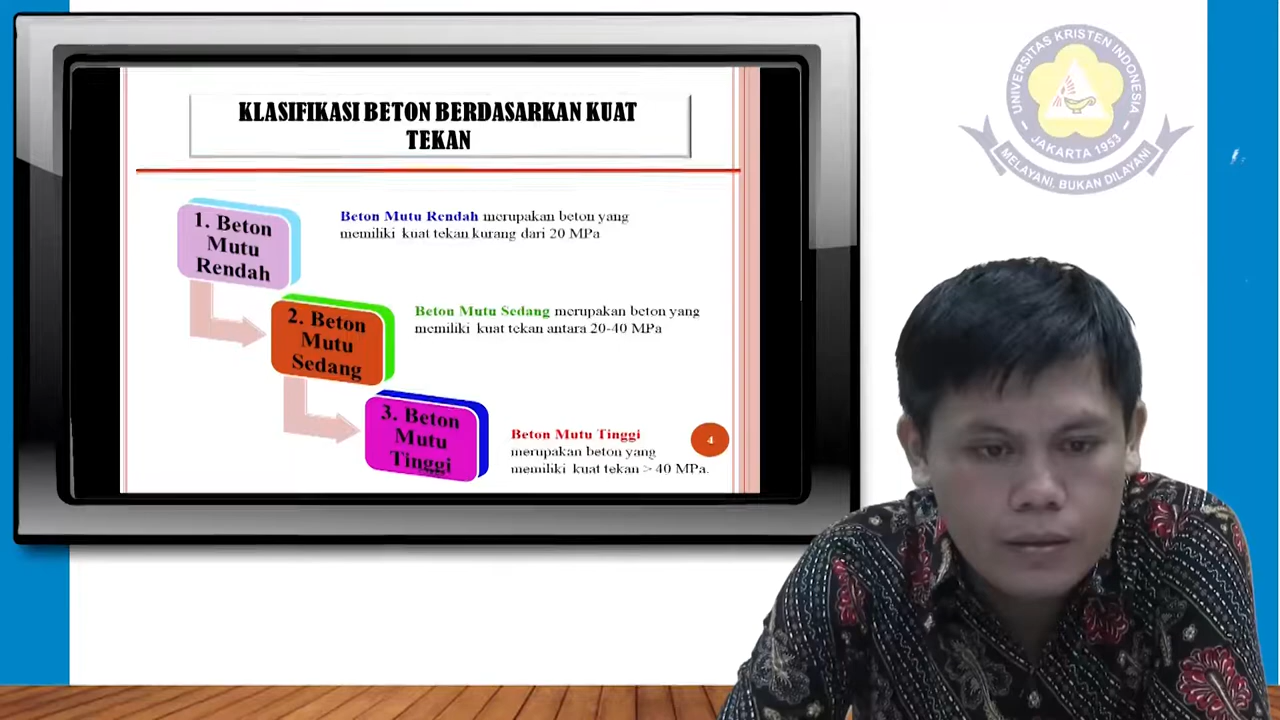 KLASIFIKASI BETON BERDASARKAN KUAT
TEKAN
1. Beton
Mutu
Rendah
Beton Mutu Rendah merupakan beton yang
memiliki kuat tekan kurang dari 20 MPa
2. Beton
Mutu
Sedang
Beton Mutu Sedang merupakan beton yang
memiliki kuat tekan antara 20-40 MPa
3. Beton
Mutu
Tinggi
Beton Mutu Tinggi
merupakan beton yang
memiliki kuat tekan > 40 MPa.
4
UNIVERSITAS KRISTEN INDONESIA
- JAKARTA 1953 -
MELAYANI, BUKAN DILAYANI